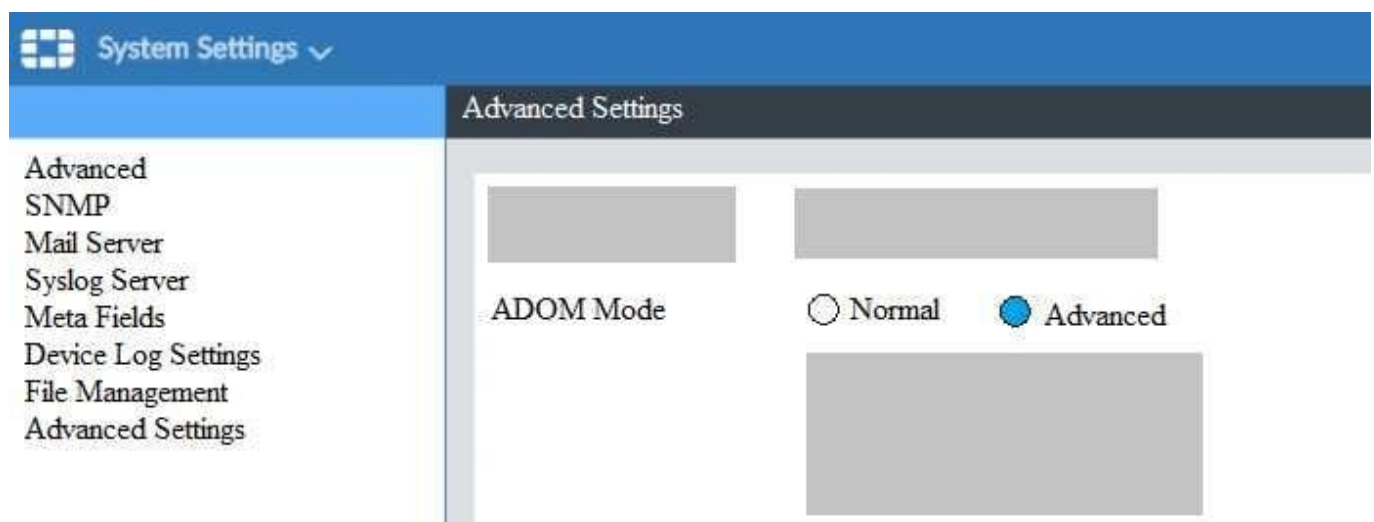 System Settings
Advanced Settings
Advanced
SNMP
Mail Server
Syslog Server
Meta Fields
Device Log Settings
File Management
Advanced Settings
ADOM Mode
Normal Advanced